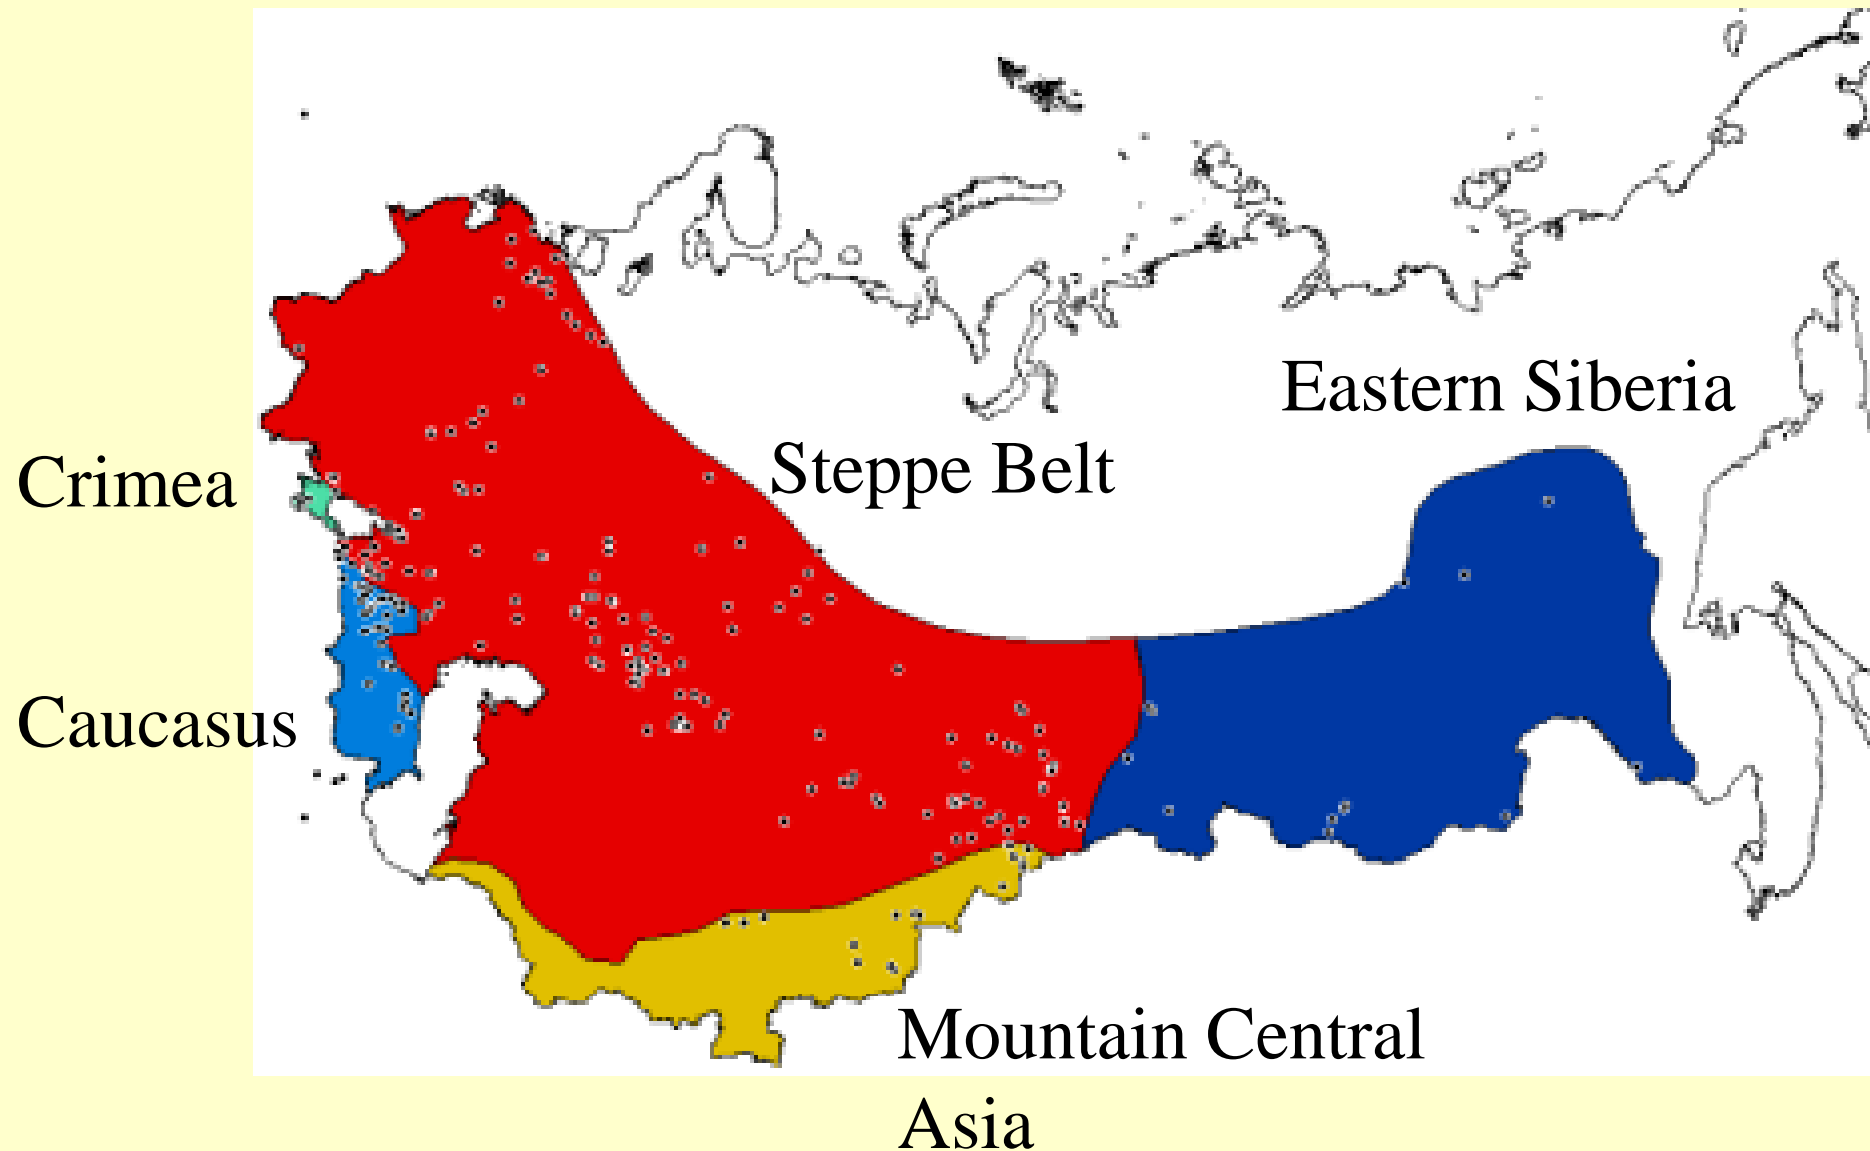 Eastern Siberia
Steppe Belt
Crimea
Caucasus
Mountain Central
Asia